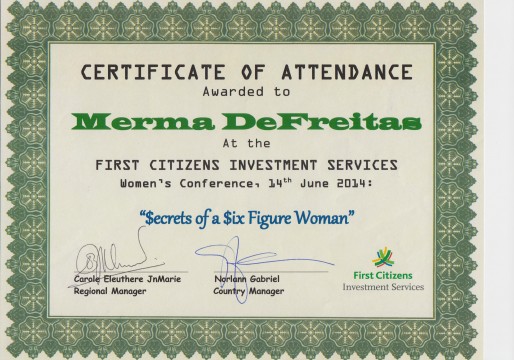 CERTIFICATE OF ATTENDANCE
Awarded to
Merma DeFreitas
At the
FIRST CITIZENS INVESTMENT SERVICES
Women's Conference, 14th June 2014:
"$ecrets of a $ix Figure Woman"
Carole Eleuthere JnMarie
Regional Manager
Norlann Gabriel
Country Manager
First Citizens
Investment Services